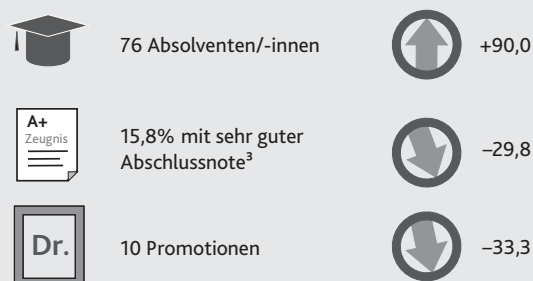 76 Absolventen/-innen
+90,0
A+
Zeugnis
15,8% mit sehr guter
Abschlussnote³
–29,8
Dr.
10 Promotionen
–33,3